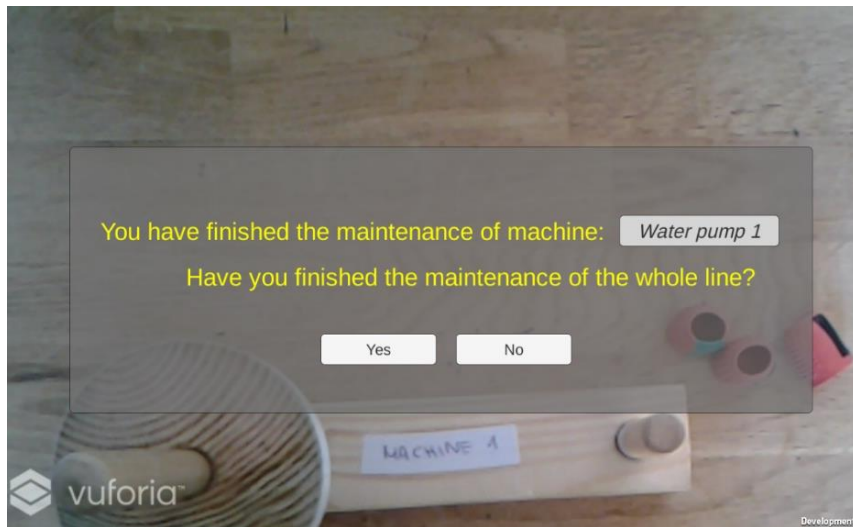 You have finished the maintenance of machine: Water pump 1
Have you finished the maintenance of the whole line?
Yes No
MACHINE 1
vuforia™
Development